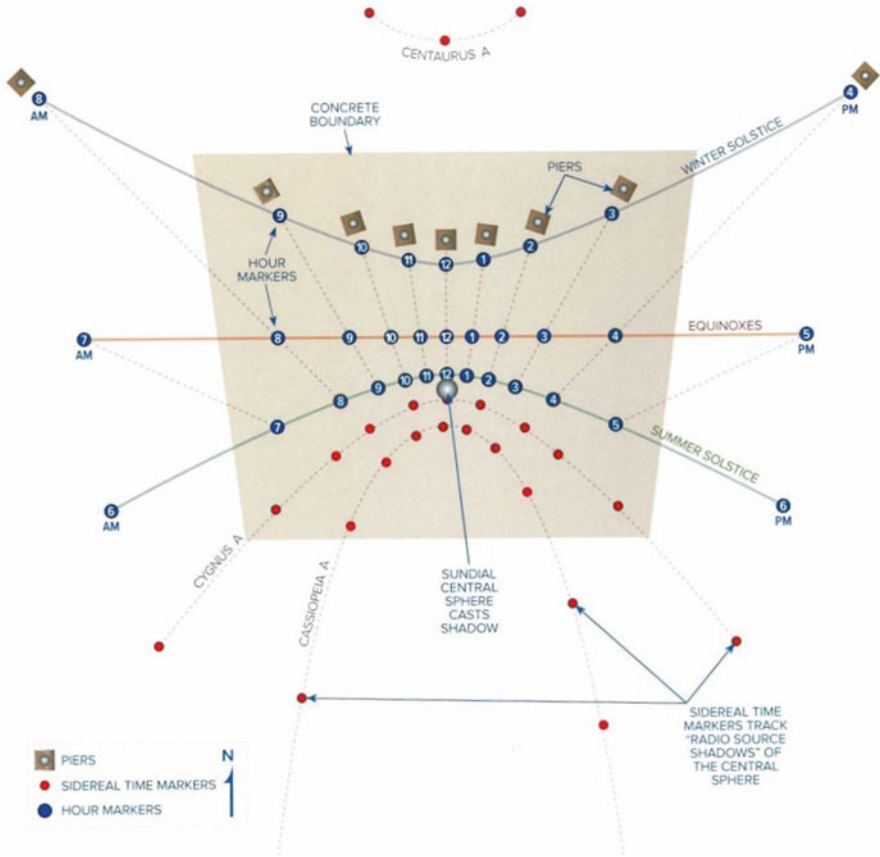 CENTAURUS A
8
AM
4
PM
CONCRETE
BOUNDARY
WINTER SOLSTICE
PIERS
9
3
10
11
12
1
2
HOUR
MARKERS
7
AM
8
9
10
11
12
1
2
3
4
EQUINOXES
5
PM
7
8
9
10
11
12
1
2
3
4
5
SUMMER SOLSTICE
6
AM
6
PM
CYGNUS A
CASSIOPEIA A
SUNDIAL
CENTRAL
SPHERE
CASTS
SHADOW
SIDEREAL TIME
MARKERS TRACK
"RADIO SOURCE
SHADOWS" OF
THE CENTRAL
SPHERE
PIERS
SIDEREAL TIME MARKERS
HOUR MARKERS
N